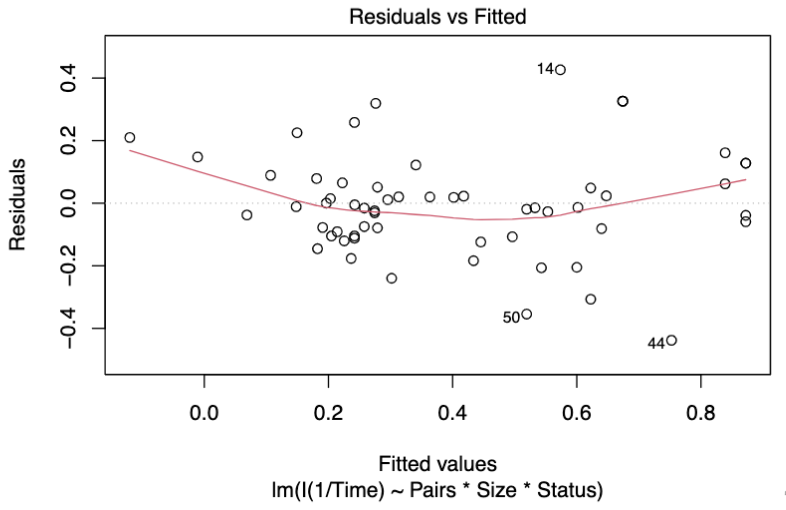 Residuals vs Fitted
Residuals
0.4
0.2
0.0
−0.2
−0.4
14
50
44
0.0 0.2 0.4 0.6 0.8
Fitted values
lm(I(1/Time) ~ Pairs * Size * Status)